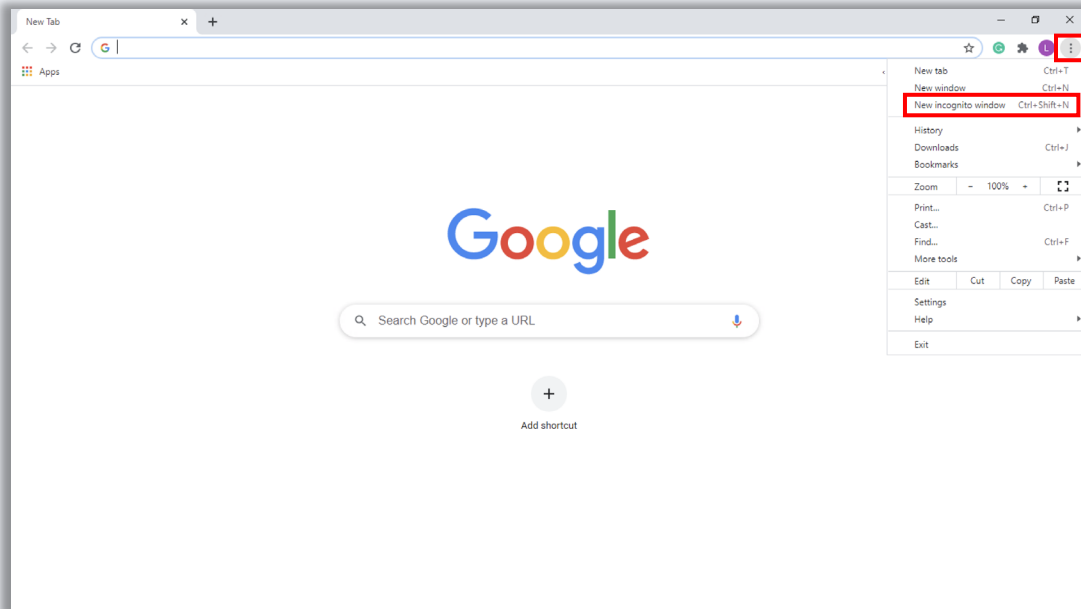 New Tab
G
L
Apps
New tab Ctrl+T
New window Ctrl+N
New incognito window Ctrl+Shift+N
History
Downloads Ctrl+J
Bookmarks
Zoom - 100% +
Print... Ctrl+P
Cast...
Find... Ctrl+F
More tools
Edit Cut Copy Paste
Settings
Help
Exit
Google
Search Google or type a URL
Add shortcut